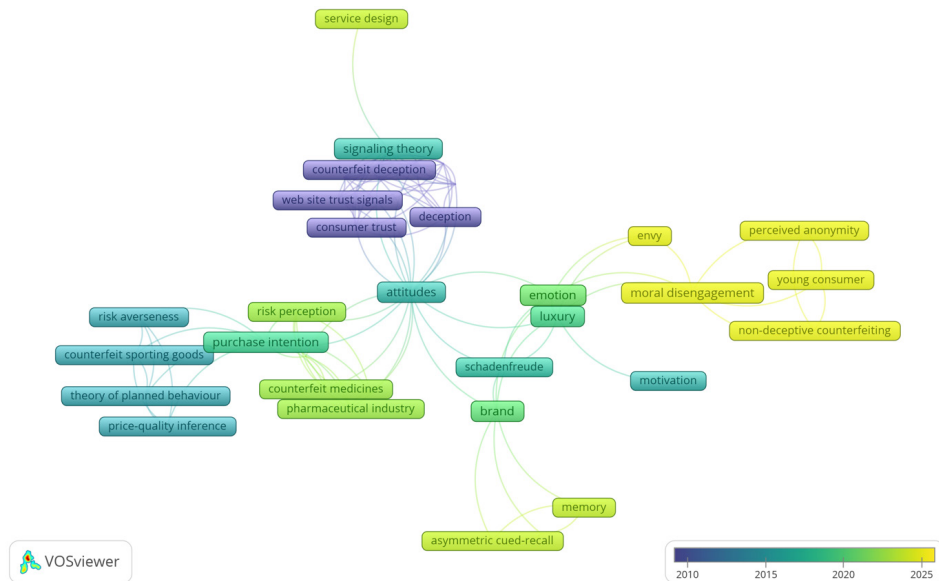 service design
signaling theory
counterfeit deception
web site trust signals
deception
consumer trust
envy
perceived anonymity
young consumer
attitudes
emotion
moral disengagement
risk perception
risk averseness
luxury
non-deceptive counterfeiting
purchase intention
counterfeit sporting goods
schadenfreude
motivation
counterfeit medicines
theory of planned behaviour
pharmaceutical industry
brand
price-quality inference
memory
asymmetric cued-recall
VOSviewer
2010 2015 2020 2025